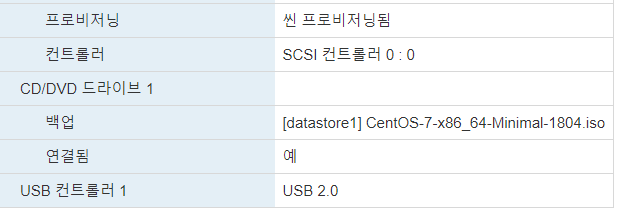 프로비저닝 씬 프로비저닝됨
컨트롤러 SCSI 컨트롤러 0 : 0
CD/DVD 드라이브 1
백업 [datastore1] CentOS-7-x86_64-Minimal-1804.iso
연결됨 예
USB 컨트롤러 1 USB 2.0